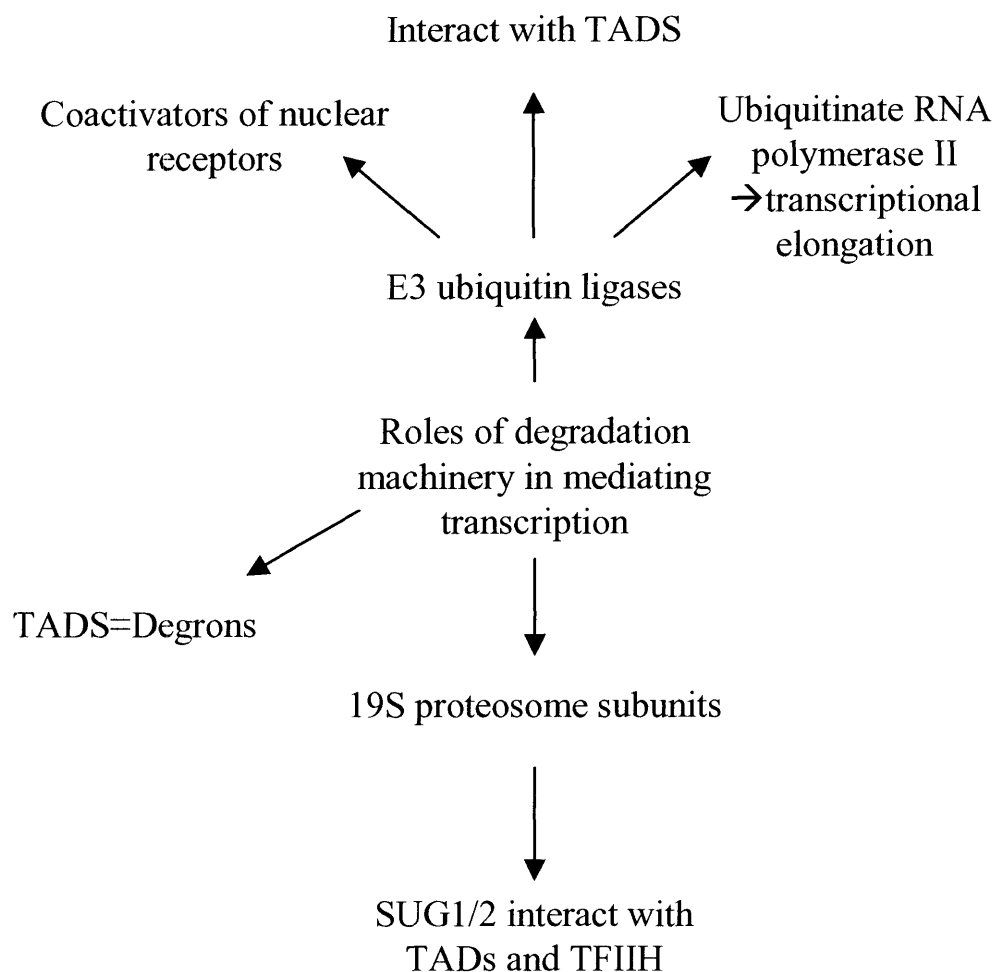 Interact with TADS
Coactivators of nuclear
receptors
Ubiquitinate RNA
polymerase II
→transcriptional
elongation
E3 ubiquitin ligases
Roles of degradation
machinery in mediating
transcription
TADS=Degrons
19S proteosome subunits
SUG1/2 interact with
TADs and TFIIH